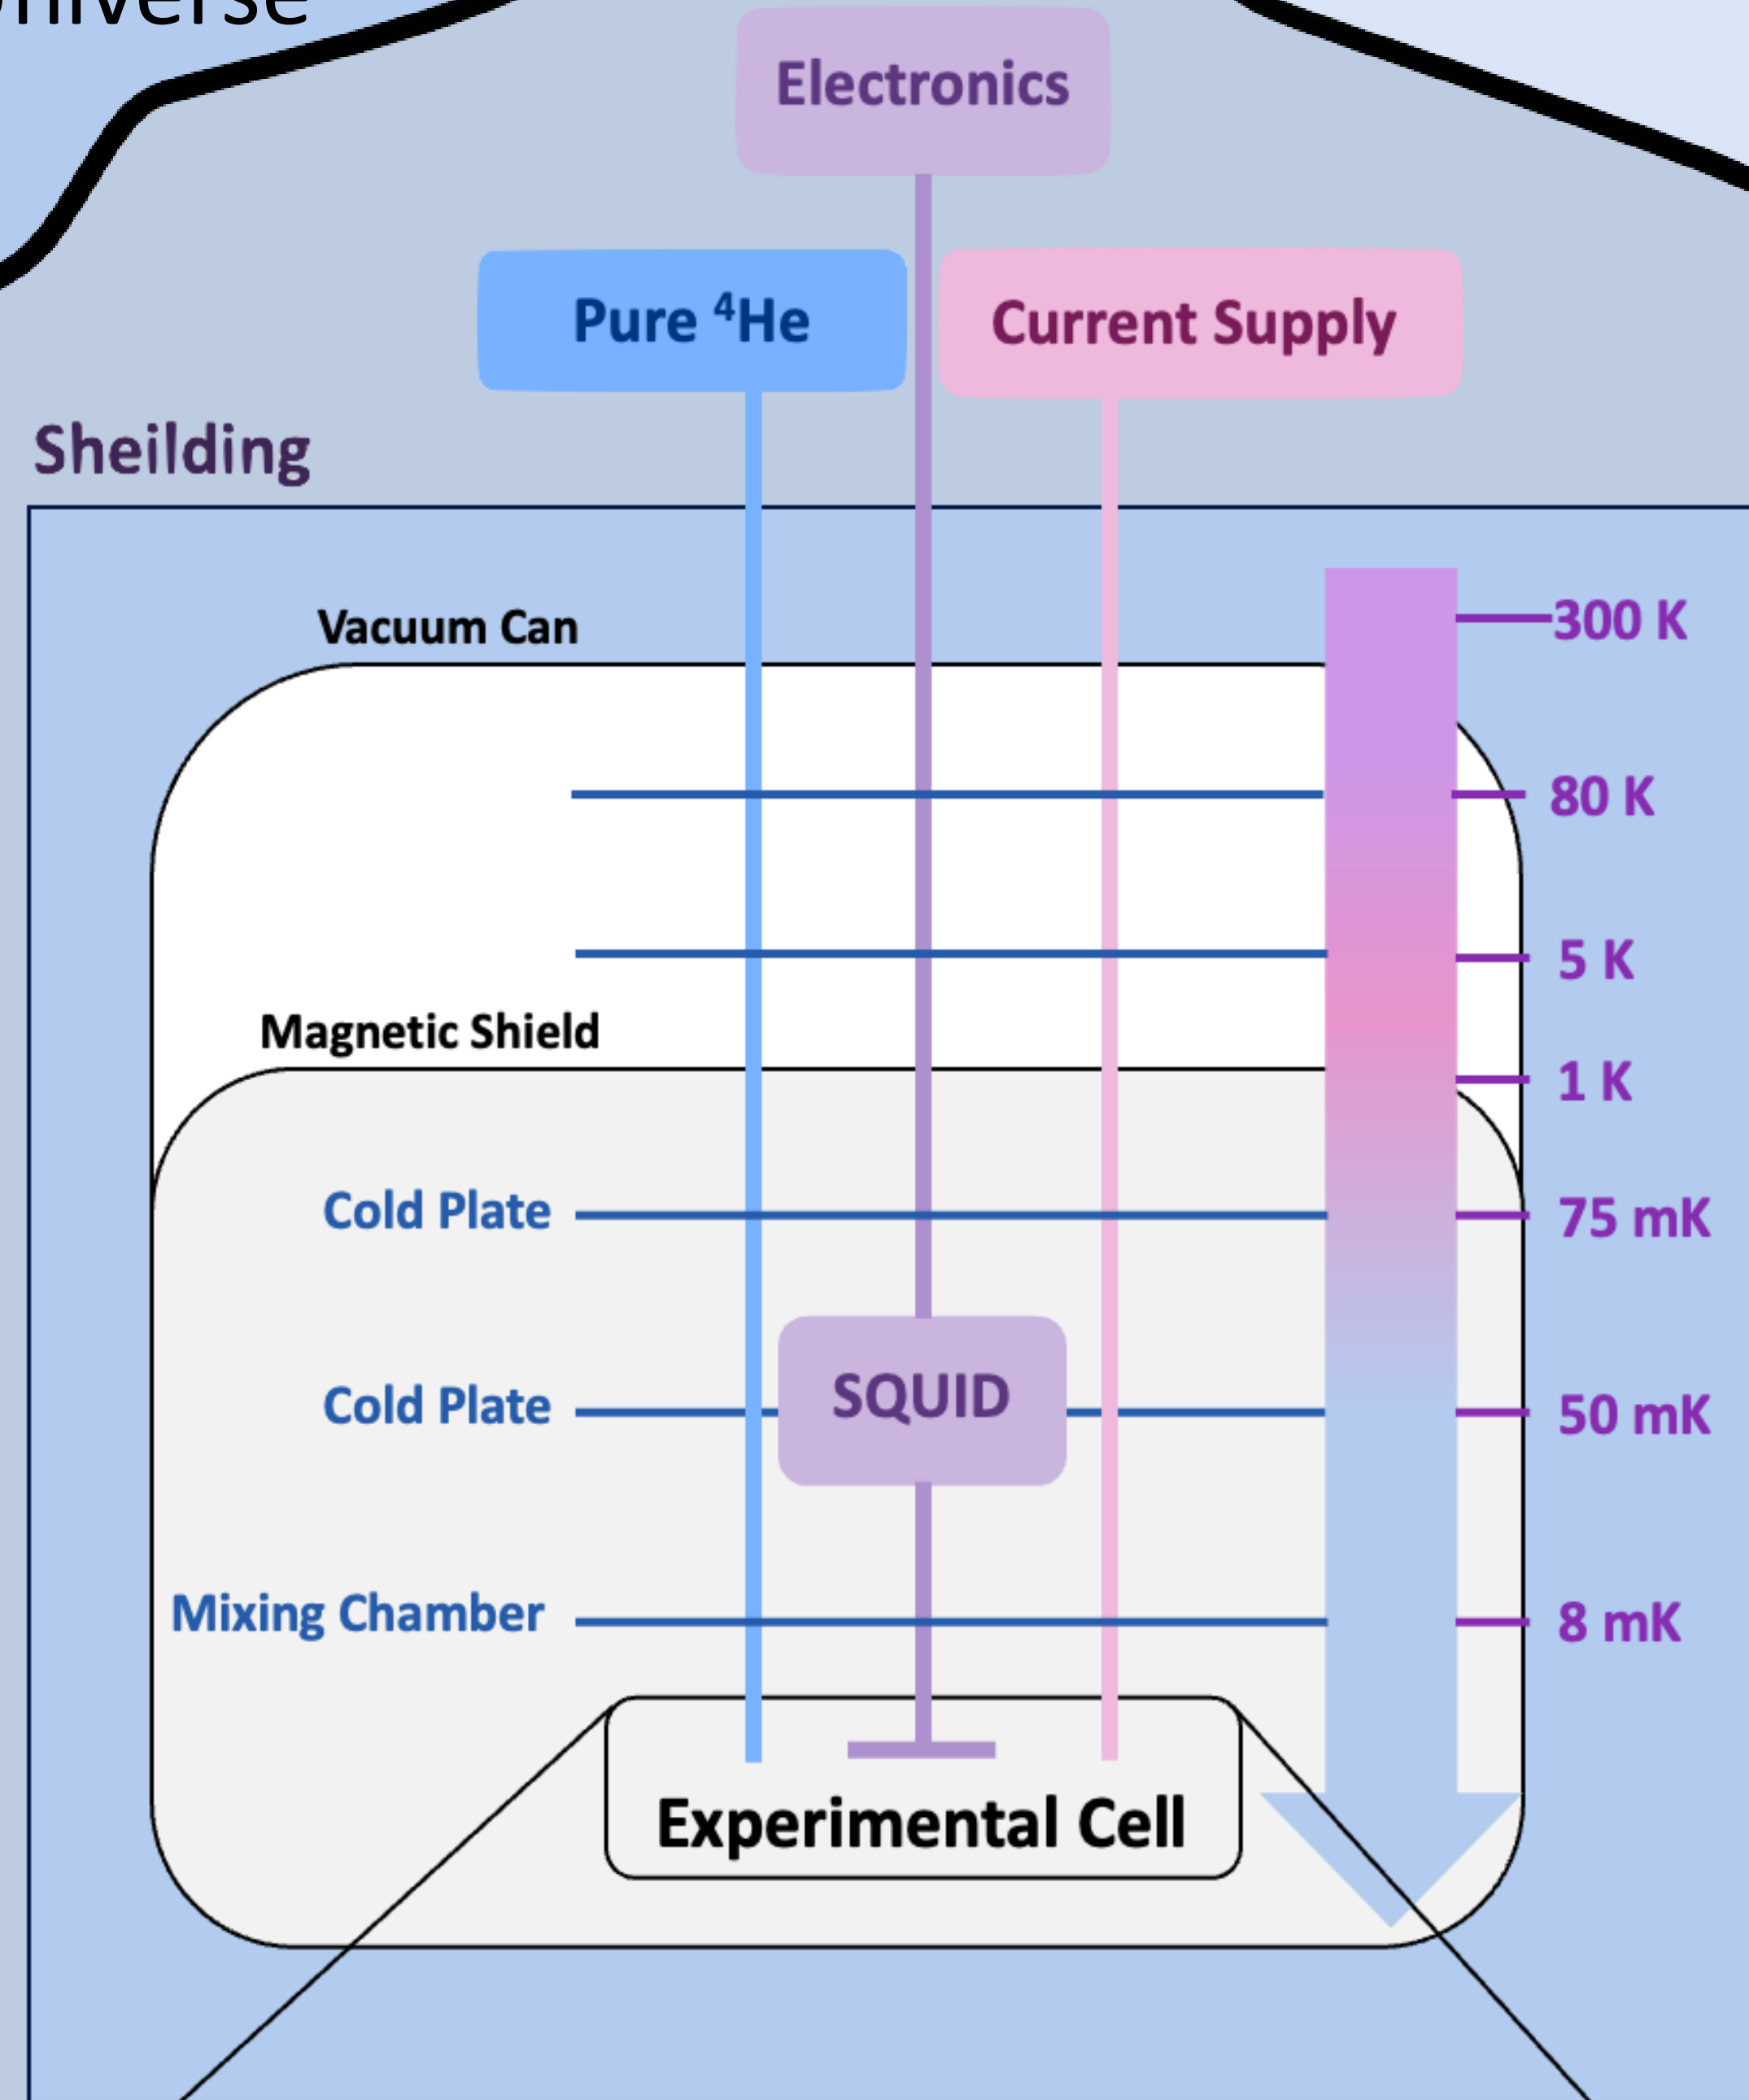 Electronics
Pure ⁴He
Current Supply
Sheilding
Vacuum Can
300 K
80 K
5 K
Magnetic Shield
1 K
Cold Plate
75 mK
SQUID
Cold Plate
50 mK
Mixing Chamber
8 mK
Experimental Cell